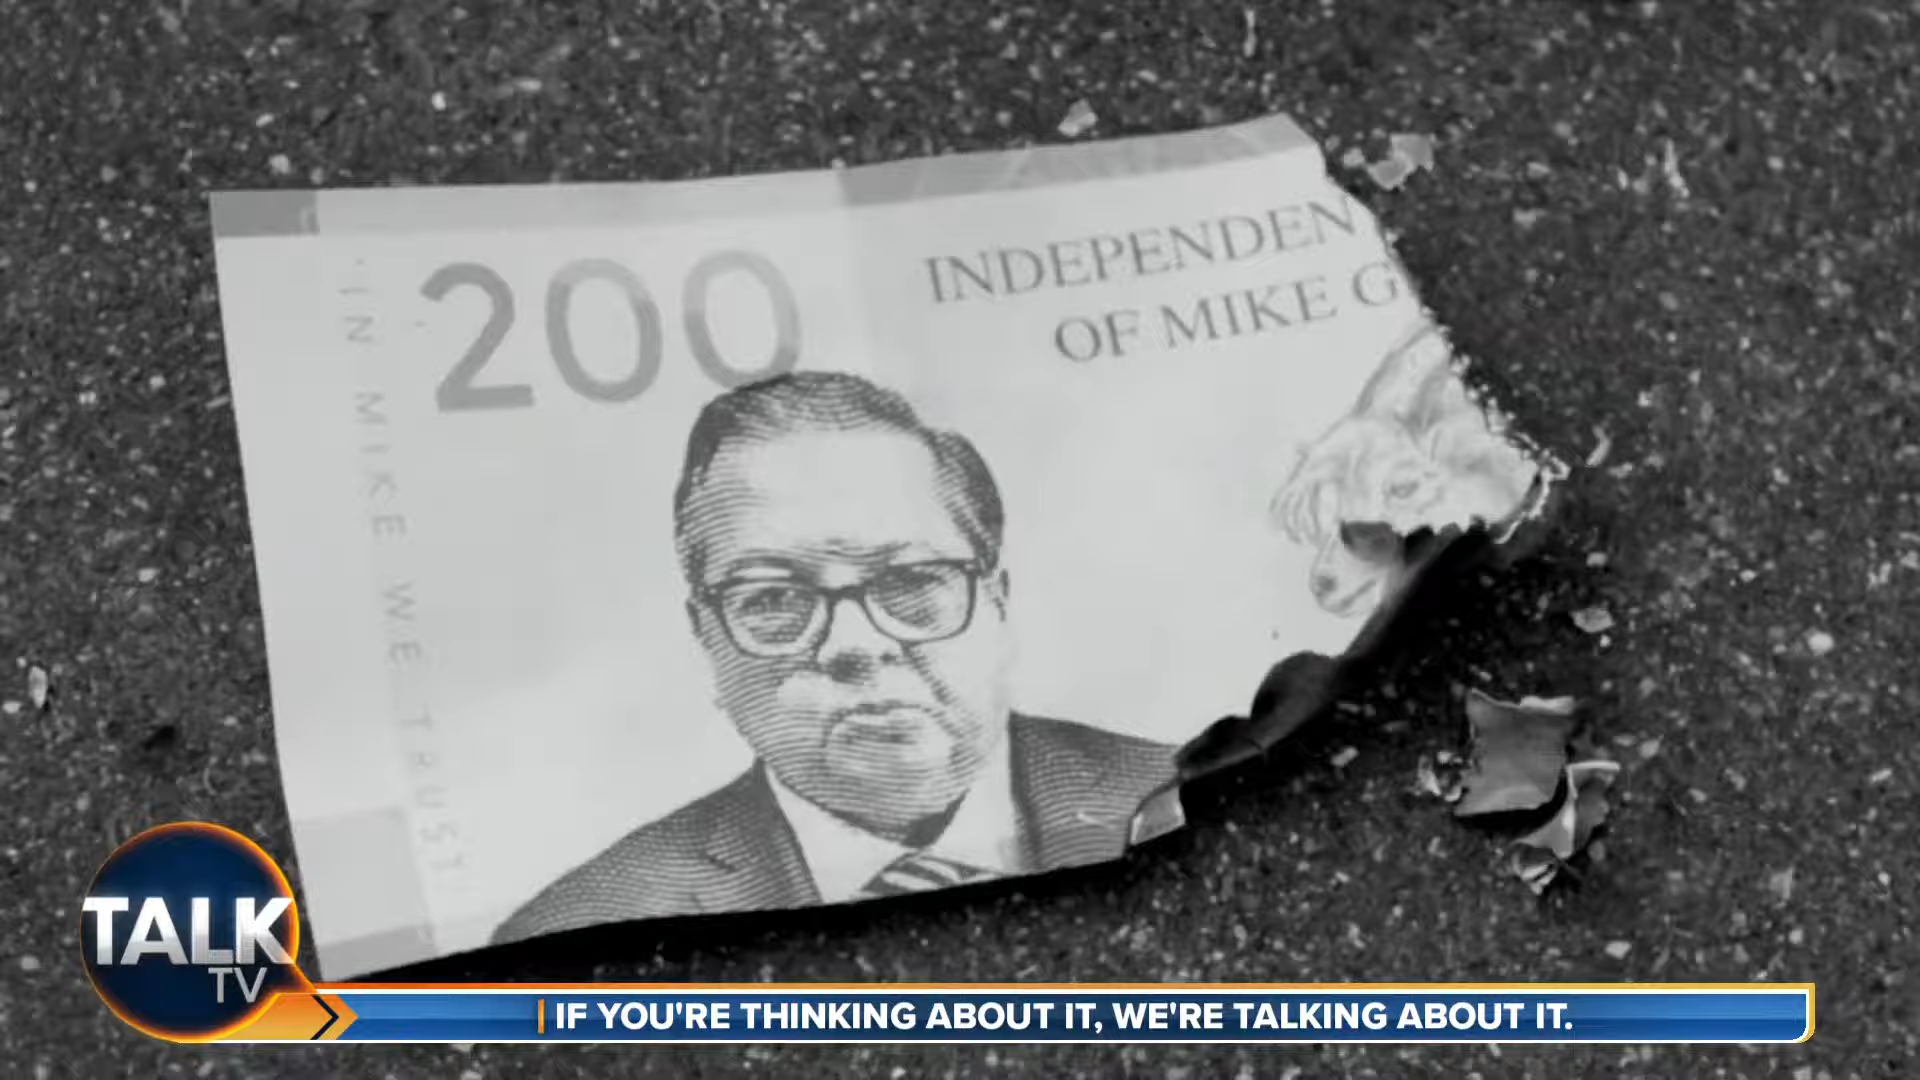 200
INDEPENDEN
OF MIKE G
IN MIKE WE TRUST
TALK
TV
IF YOU'RE THINKING ABOUT IT, WE'RE TALKING ABOUT IT.